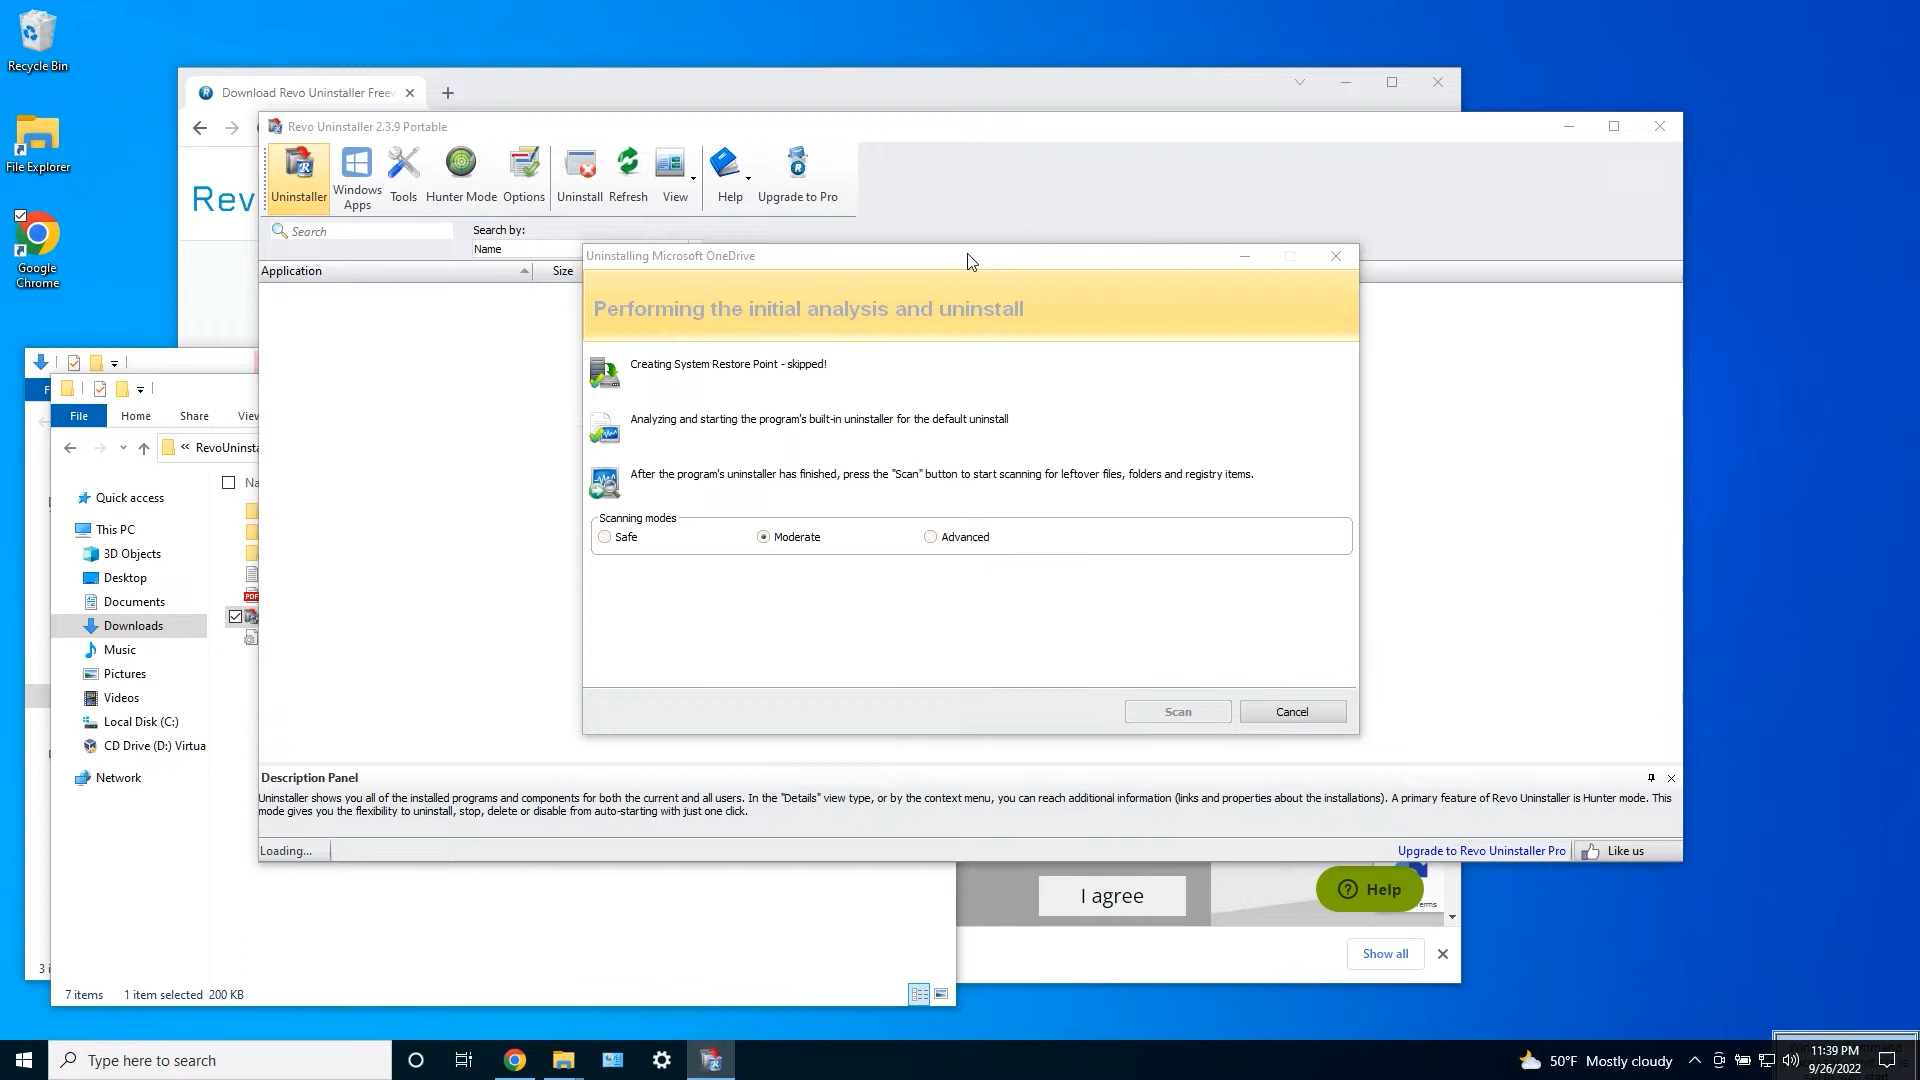 Recycle Bin
File Explorer
Google
Chrome
Download Revo Uninstaller Freew
Rev
Revo Uninstaller 2.3.9 Portable
Uninstaller
Windows
Apps
Tools
Hunter Mode
Options
Uninstall
Refresh
View
Help
Upgrade to Pro
Search
Search by:
Name
Application
Size
Uninstalling Microsoft OneDrive
Performing the initial analysis and uninstall
Creating System Restore Point - skipped!
Analyzing and starting the program's built-in uninstaller for the default uninstall
After the program's uninstaller has finished, press the "Scan" button to start scanning for leftover files, folders and registry items.
Scanning modes
Safe
Moderate
Advanced
Scan
Cancel
Description Panel
Uninstaller shows you all of the installed programs and components for both the current and all users. In the "Details" view type, or by the context menu, you can reach additional information (links and properties about the installations). A primary feature of Revo Uninstaller is Hunter mode. This
mode gives you the flexibility to uninstall, stop, delete or disable from auto-starting with just one click.
Loading...
Upgrade to Revo Uninstaller Pro
Like us
File
Home
Share
View
« RevoUninsta
Na
Quick access
This PC
3D Objects
Desktop
Documents
Downloads
Music
Pictures
Videos
Local Disk (C:)
CD Drive (D:) Virtua
Network
PDF
3 i
7 items
1 item selected 200 KB
I agree
Help
Show all
Type here to search
50°F Mostly cloudy
11:39 PM
9/26/2022